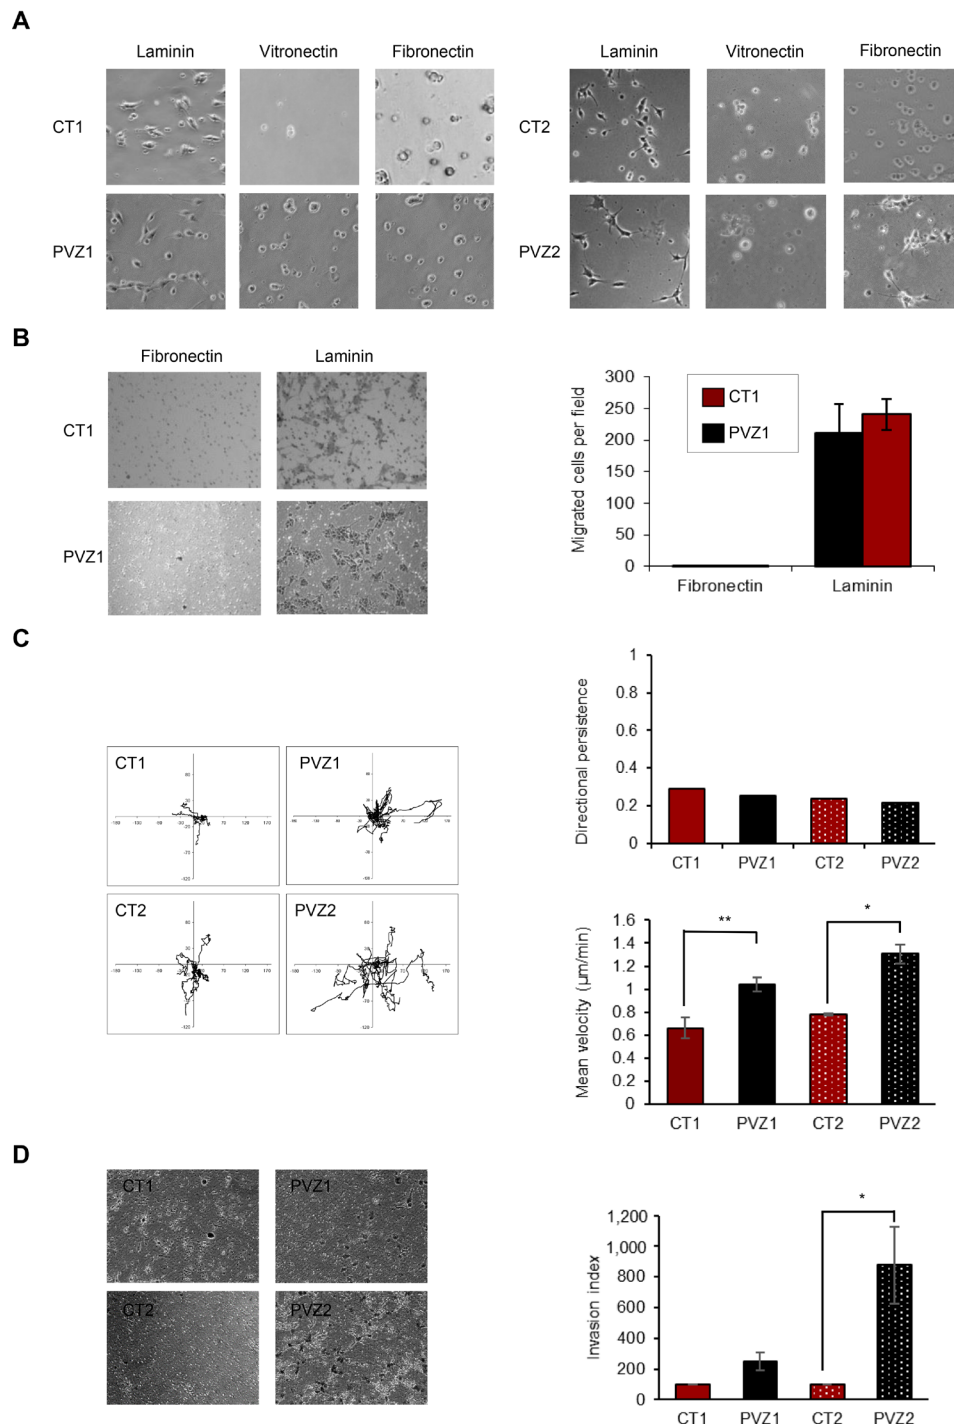 A
Laminin Vitronectin Fibronectin Laminin Vitronectin Fibronectin
CT1 CT2
PVZ1 PVZ2
B
Fibronectin Laminin
CT1
PVZ1
Migrated cells per field
300
250
200
150
100
50
0
CT1
PVZ1
Fibronectin Laminin
C
CT1 PVZ1
CT2 PVZ2
Directional persistence
1
0.8
0.6
0.4
0.2
0
CT1 PVZ1 CT2 PVZ2
Mean velocity (µm/min)
1.6
1.4
1.2
1
0.8
0.6
0.4
0.2
0
** *
CT1 PVZ1 CT2 PVZ2
D
CT1 PVZ1
CT2 PVZ2
Invasion index
1,200
1,000
800
600
400
200
0
*
CT1 PVZ1 CT2 PVZ2